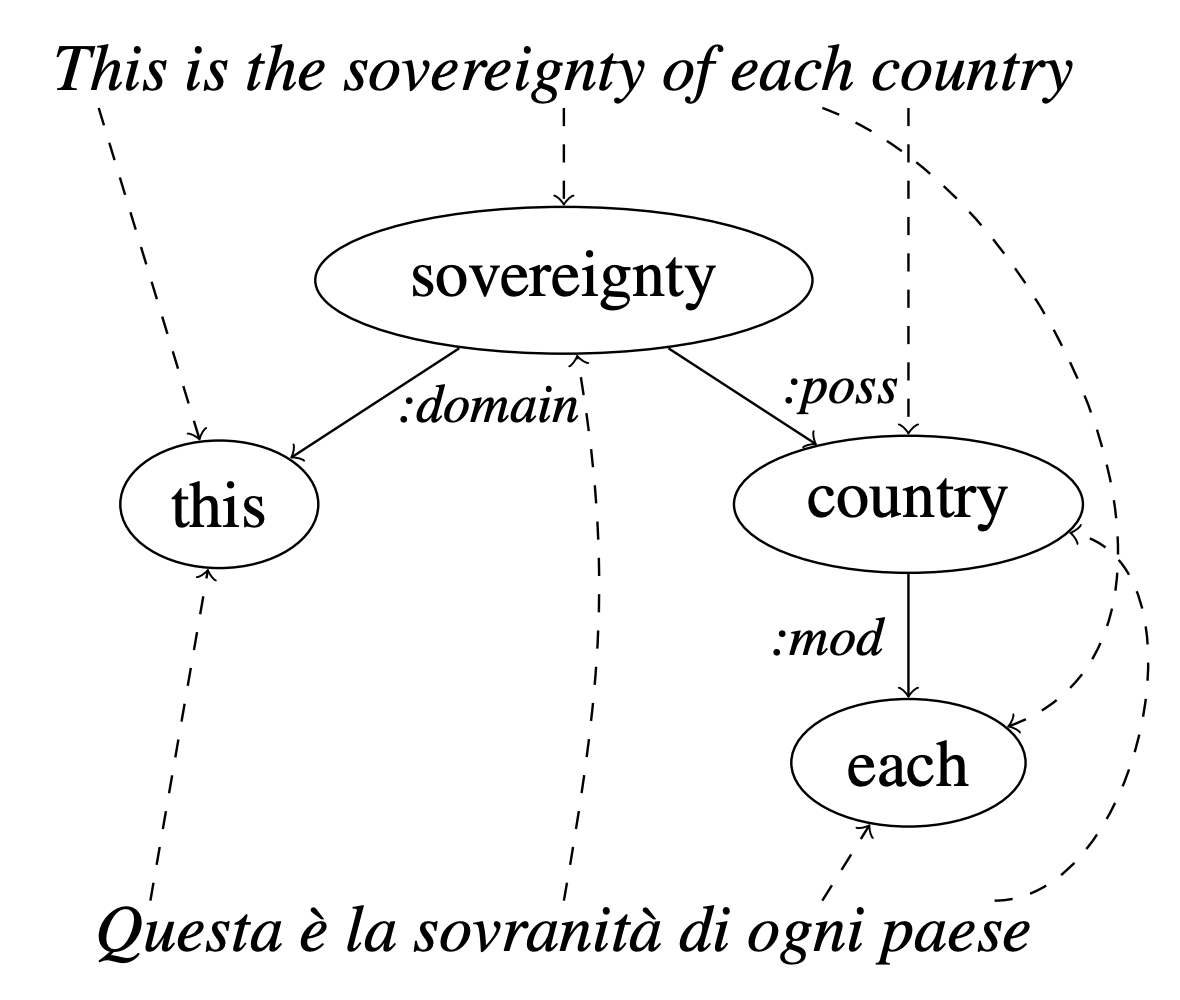 This is the sovereignty of each country
sovereignty
:domain
:poss
this
country
:mod
each
Questa è la sovranità di ogni paese